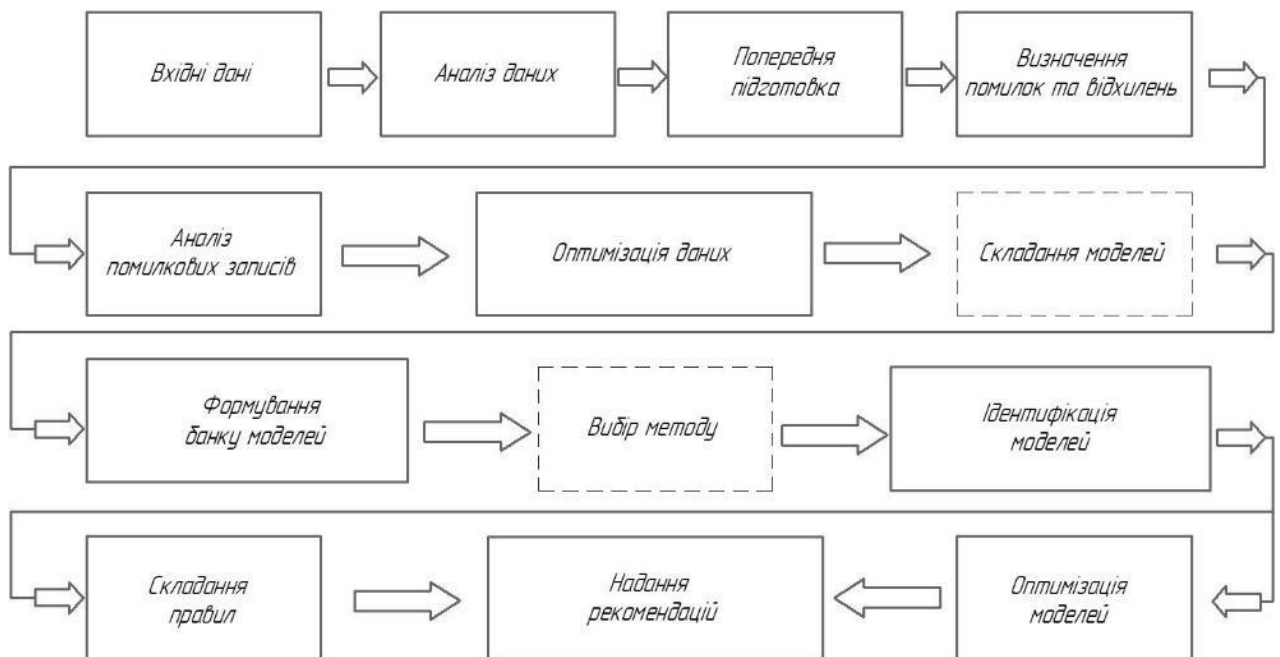 Вхідні дані
Аналіз даних
Попередня
підготовка
Визначення
помилок та відхилень
Аналіз
помилкових записів
Оптимізація даних
Складання моделей
Формування
банку моделей
Вибір методу
Ідентифікація
моделей
Складання
правил
Надання
рекомендацій
Оптимізація
моделей